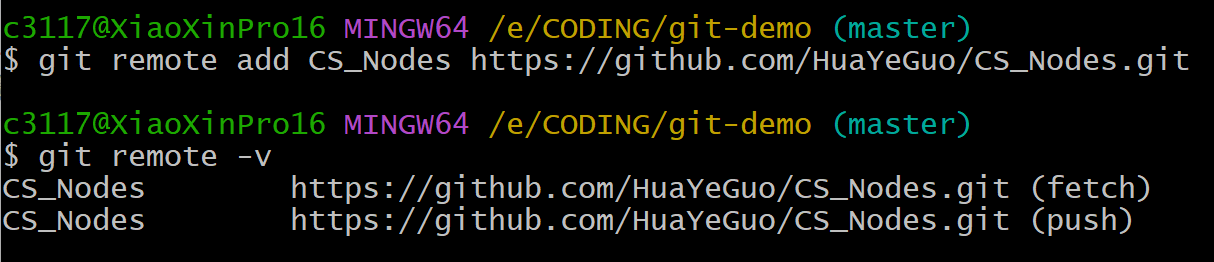 c3117@XiaoXinPro16 MINGW64 /e/CODING/git-demo (master)
$ git remote add CS_Nodes https://github.com/HuaYeGuo/CS_Nodes.git
c3117@XiaoXinPro16 MINGW64 /e/CODING/git-demo (master)
$ git remote -v
CS_Nodes        https://github.com/HuaYeGuo/CS_Nodes.git (fetch)
CS_Nodes        https://github.com/HuaYeGuo/CS_Nodes.git (push)